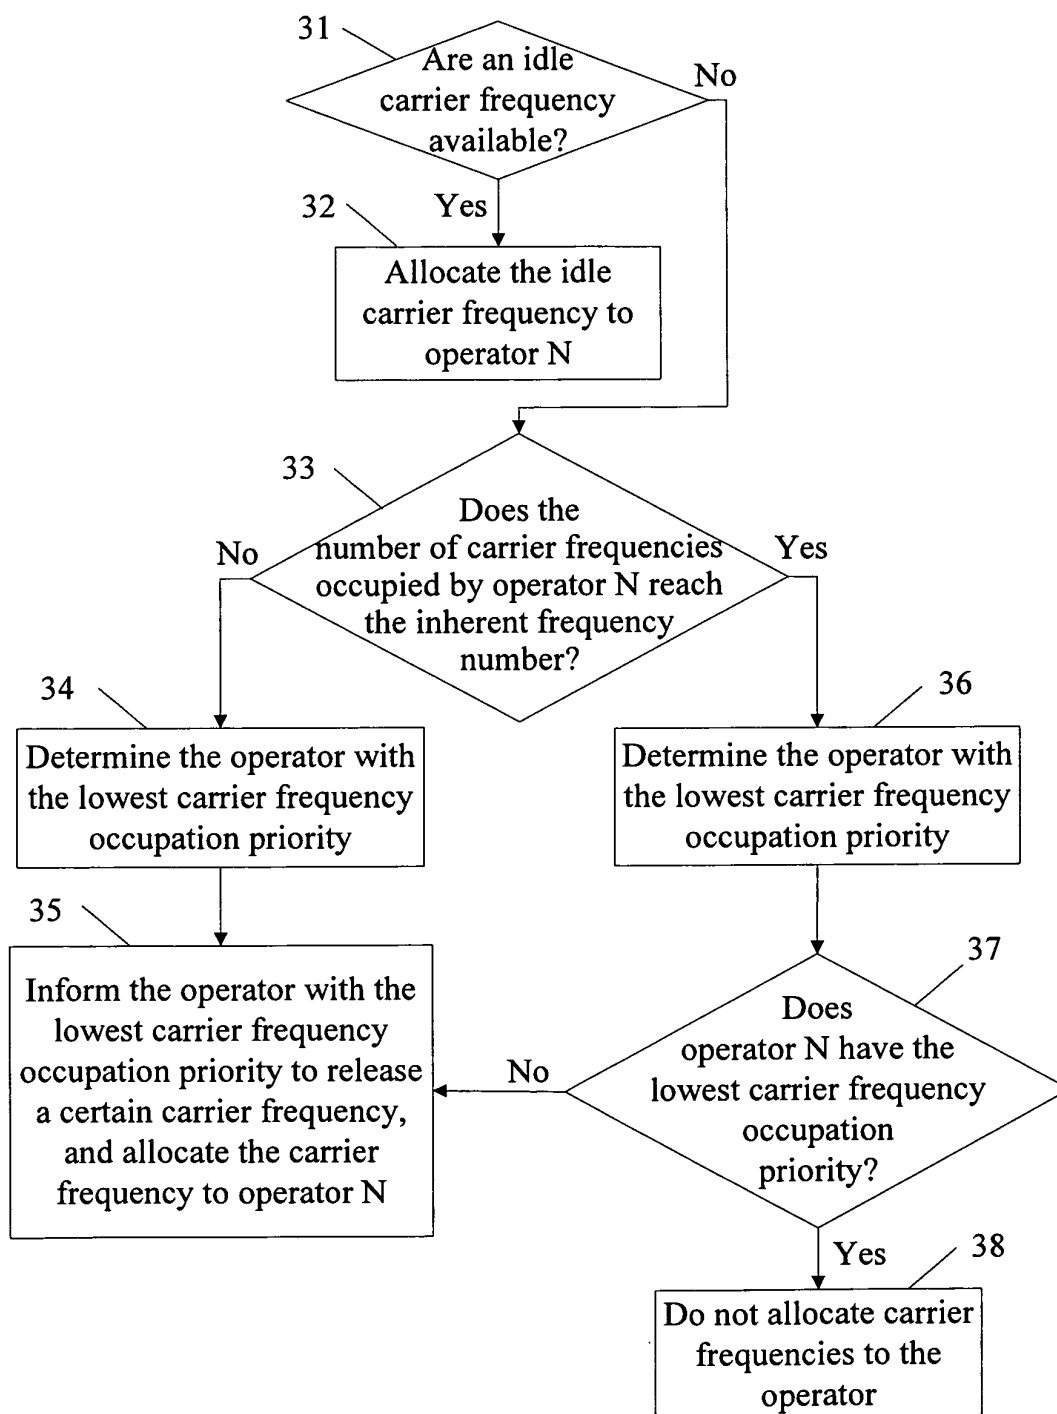 31
Are an idle
carrier frequency
available?
No
Yes
32
Allocate the idle
carrier frequency to
operator N
33
Does the
number of carrier frequencies
occupied by operator N reach
the inherent frequency
number?
No
Yes
34
Determine the operator with
the lowest carrier frequency
occupation priority
36
Determine the operator with
the lowest carrier frequency
occupation priority
35
Inform the operator with the
lowest carrier frequency
occupation priority to release
a certain carrier frequency,
and allocate the carrier
frequency to operator N
37
Does
operator N have the
lowest carrier frequency
occupation
priority?
No
Yes
38
Do not allocate carrier
frequencies to the
operator